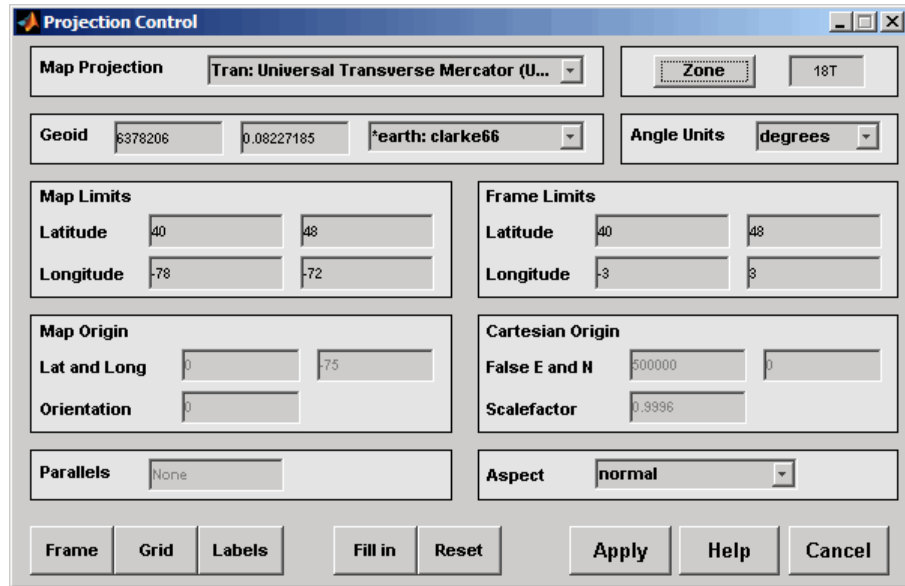 Projection Control
Map Projection Tran: Universal Transverse Mercator (U... Zone 18T
Geoid 6378206 0.08227185 *earth: clarke66 Angle Units degrees
Map Limits
Latitude 40 48
Longitude -78 -72
Frame Limits
Latitude 40 48
Longitude -3 3
Map Origin
Lat and Long 0 -75
Orientation 0
Cartesian Origin
False E and N 500000 0
Scalefactor 0.9996
Parallels None
Aspect normal
Frame Grid Labels Fill in Reset Apply Help Cancel